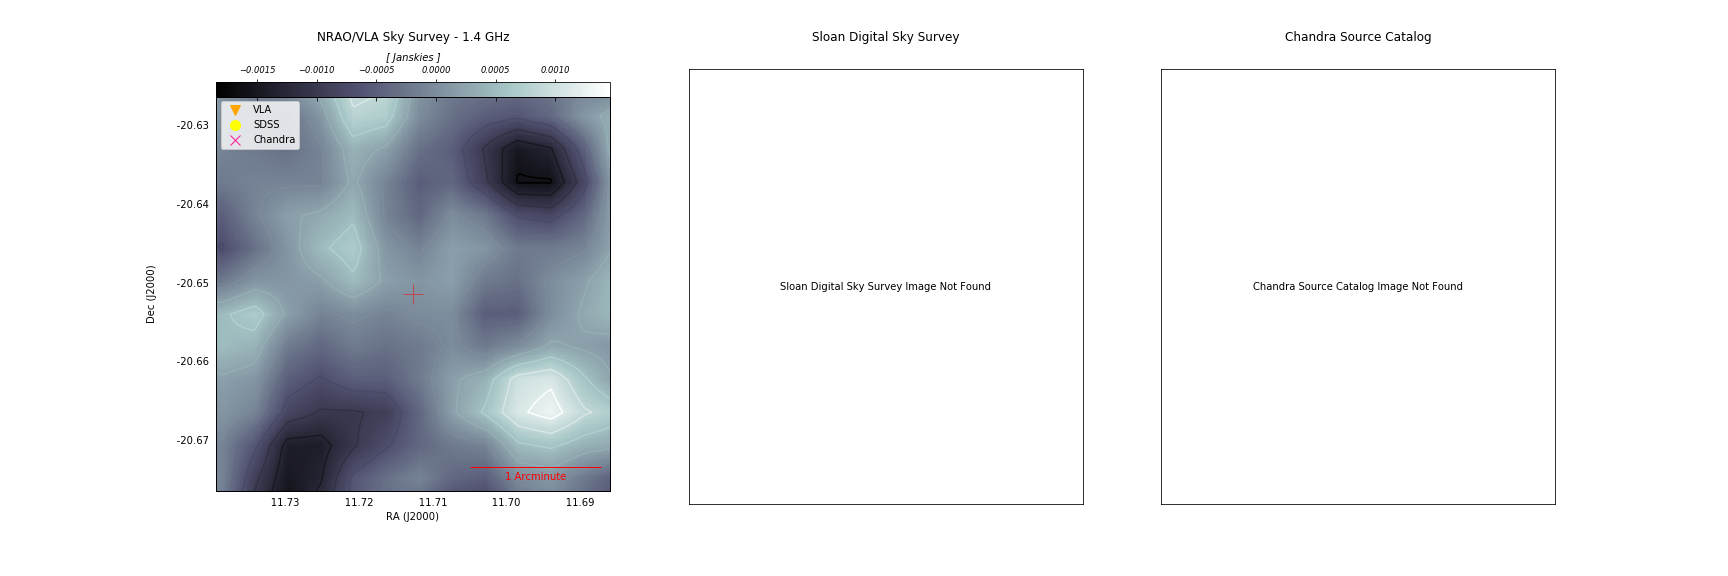 NRAO/VLA Sky Survey - 1.4 GHz
[ Janskies ]
−0.0015 −0.0010 −0.0005 0.0000 0.0005 0.0010
VLA
SDSS
Chandra
-20.63
-20.64
-20.65
-20.66
-20.67
Dec (J2000)
1 Arcminute
11.73 11.72 11.71 11.70 11.69
RA (J2000)
Sloan Digital Sky Survey
Sloan Digital Sky Survey Image Not Found
Chandra Source Catalog
Chandra Source Catalog Image Not Found